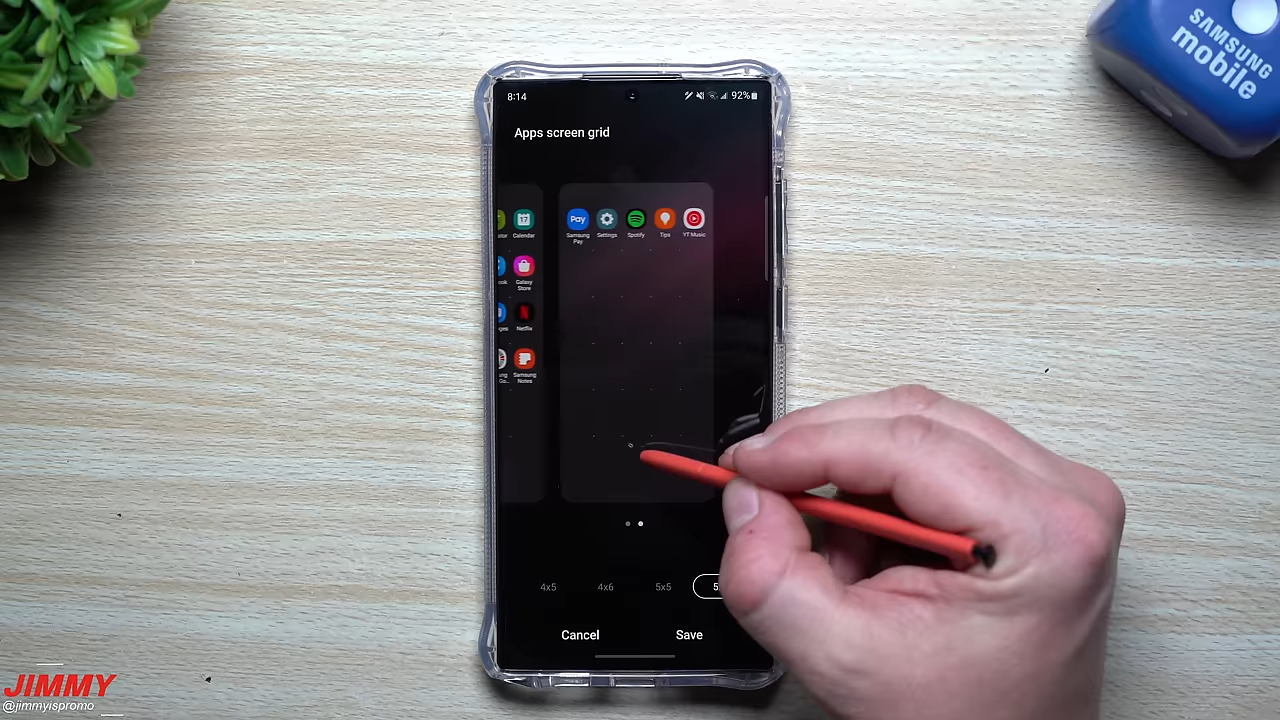 SAMSUNG
mobile
8:14
92%
Apps screen grid
Pay
17
Calendar
Samsung
Pay
Settings
Spotify
Tips
YT Music
Galaxy
Store
Netflix
Samsung
Notes
4x5
4x6
5x5
Cancel
Save
JIMMY
@jimmyispromo